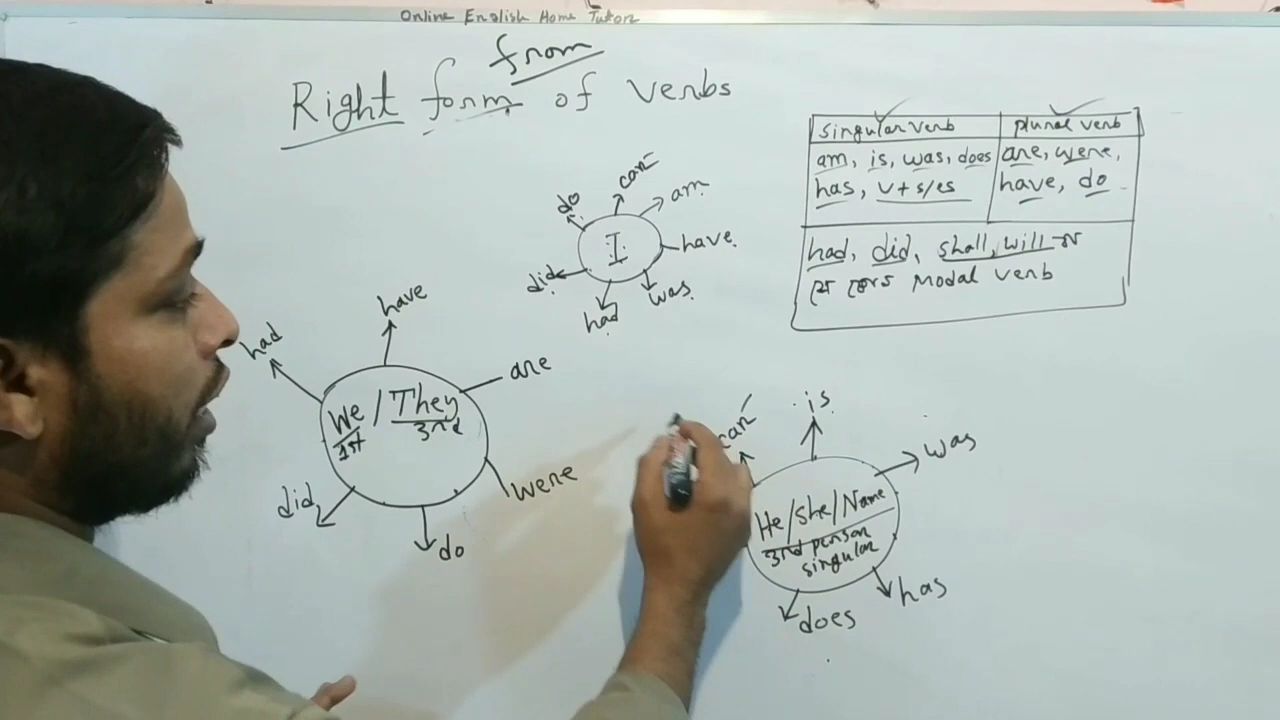 Online English Home Tutor
from
Right form of verbs
singular verb plural verb
am, is, was, does are, were,
has, v+s/es have, do
had, did, shall, will বা
যে কোনো modal verb
I
do
can
am
have
was
had
did
We / They
1st 3rd
had
have
are
were
do
did
He/She/Name
3rd person
singular
can
is
was
has
does